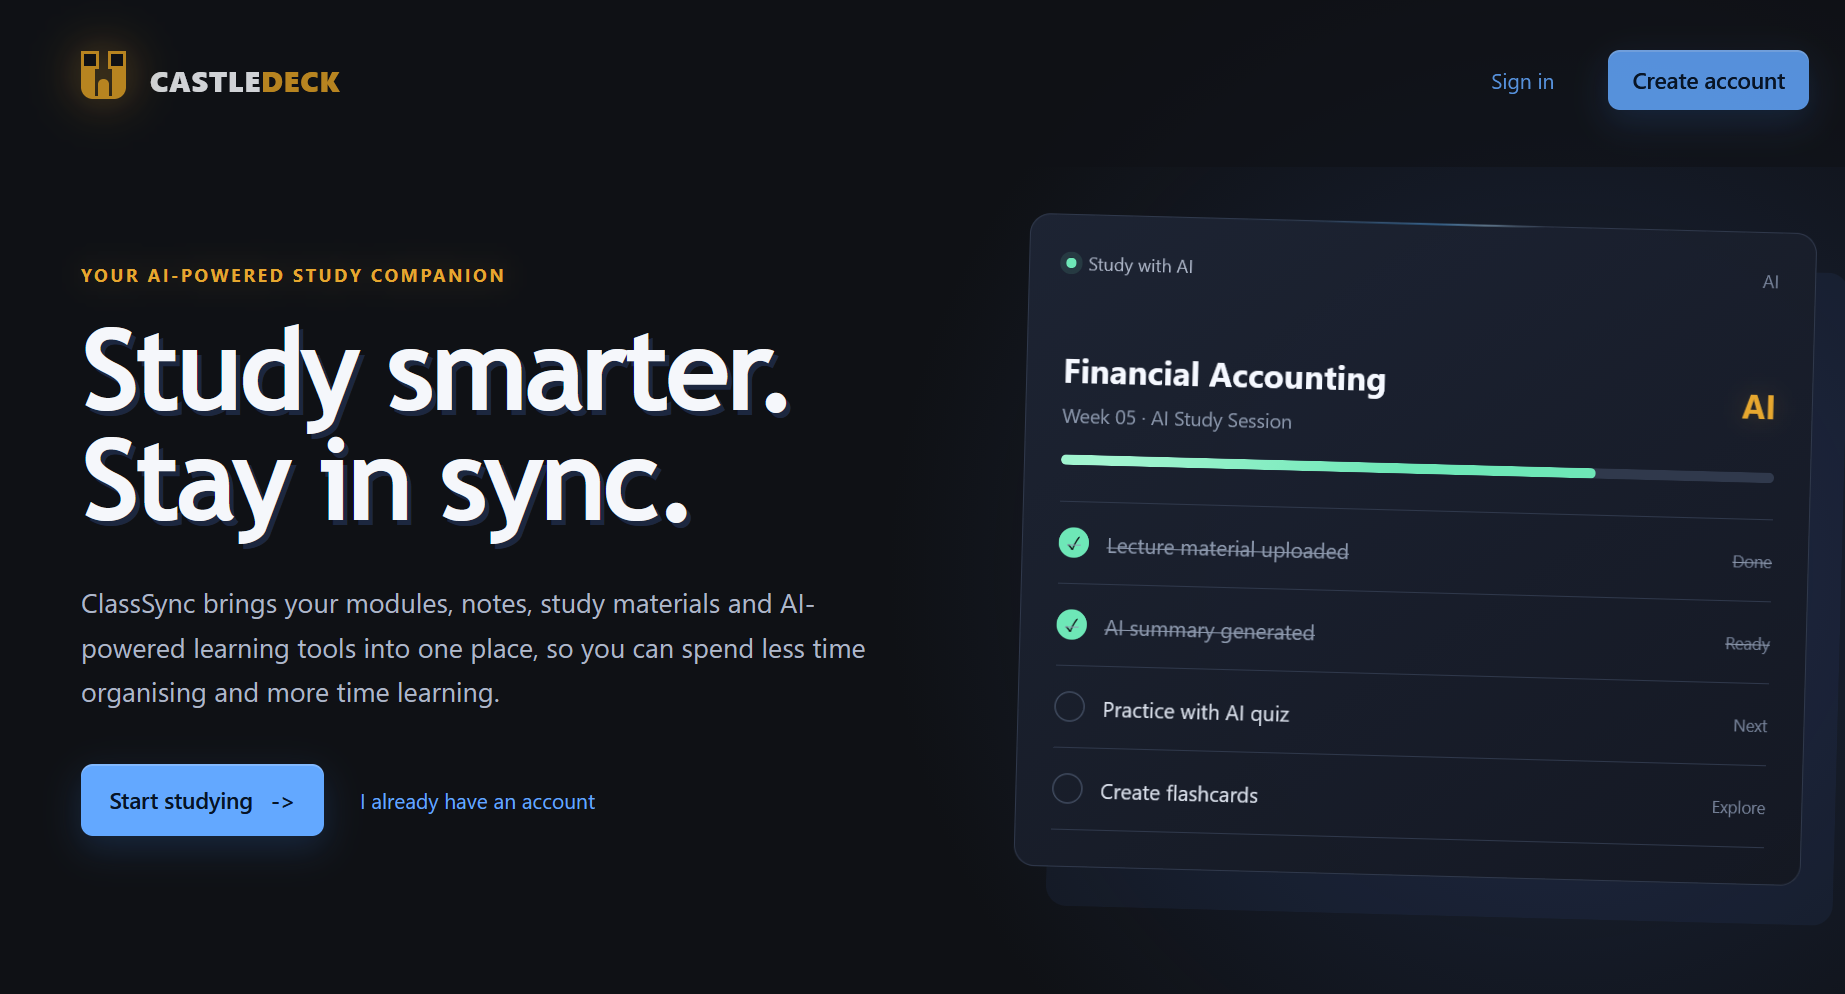 CASTLEDECK
Sign in
Create account
YOUR AI-POWERED STUDY COMPANION
Study smarter.
Stay in sync.
ClassSync brings your modules, notes, study materials and AI-
powered learning tools into one place, so you can spend less time
organising and more time learning.
Start studying ->
I already have an account
Study with AI
AI
Financial Accounting
Week 05 · AI Study Session
AI
Lecture material uploaded
Done
AI summary generated
Ready
Practice with AI quiz
Next
Create flashcards
Explore